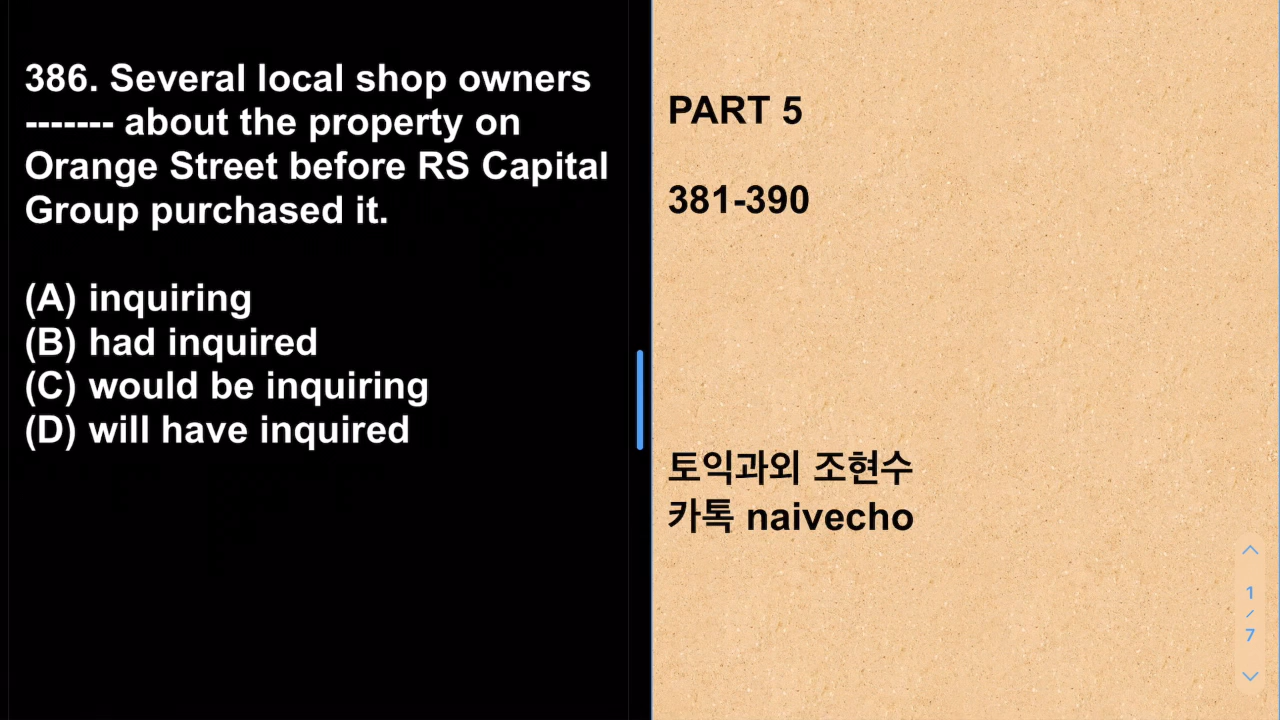 386. Several local shop owners
------- about the property on
Orange Street before RS Capital
Group purchased it.
(A) inquiring
(B) had inquired
(C) would be inquiring
(D) will have inquired
PART 5
381-390
토익과외 조현수
카톡 naivecho
1
/
7